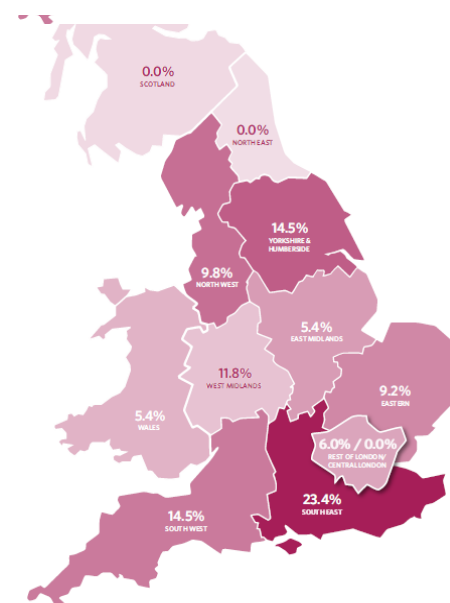 0.0%
SCOTLAND
0.0%
NORTH EAST
14.5%
YORKSHIRE &
HUMBERSIDE
9.8%
NORTH WEST
5.4%
EAST MIDLANDS
11.8%
WEST MIDLANDS
9.2%
EASTERN
5.4%
WALES
6.0% / 0.0%
REST OF LONDON/
CENTRAL LONDON
23.4%
SOUTH EAST
14.5%
SOUTH WEST